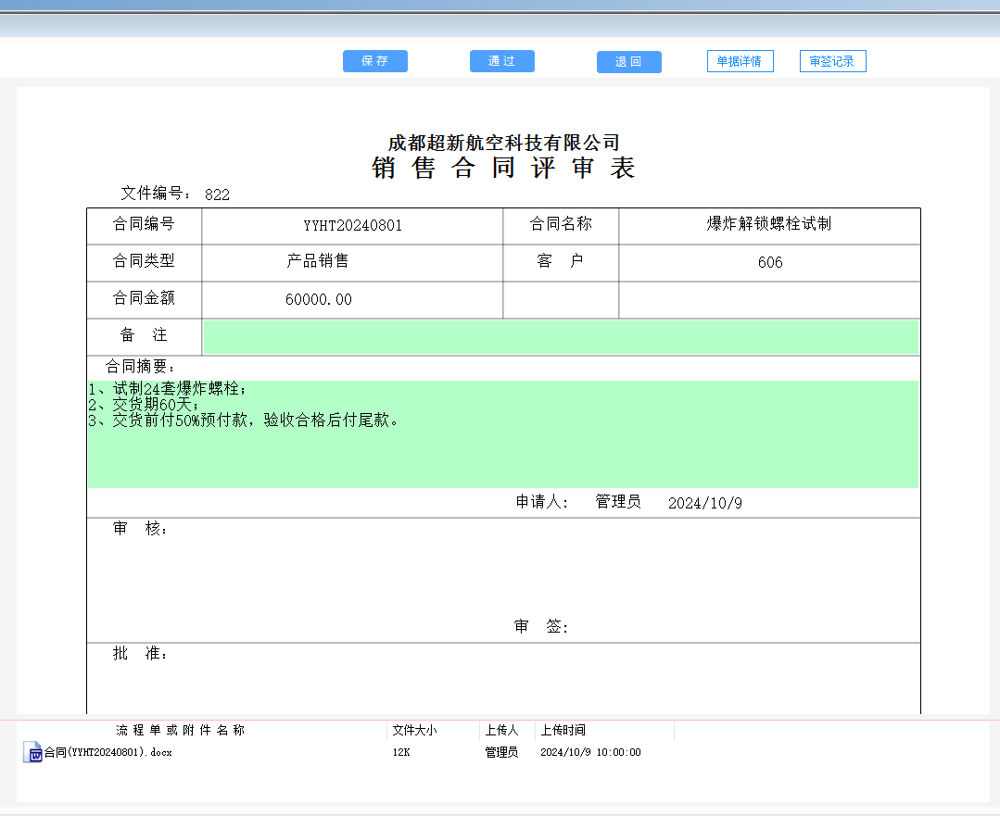 保 存 通 过 退 回 单据详情 审签记录
成都超新航空科技有限公司
销 售 合 同 评 审 表
文件编号： 822
合同编号 YYHT20240801 合同名称 爆炸解锁螺栓试制
合同类型 产品销售 客 户 606
合同金额 60000.00
备 注
合同摘要：
1、试制24套爆炸螺栓；
2、交货期60天；
3、交货前付50%预付款，验收合格后付尾款。
申请人： 管理员 2024/10/9
审 核：
审 签：
批 准：
流 程 单 或 附 件 名 称 文件大小 上传人 上传时间
合同(YYHT20240801).docx 12K 管理员 2024/10/9 10:00:00